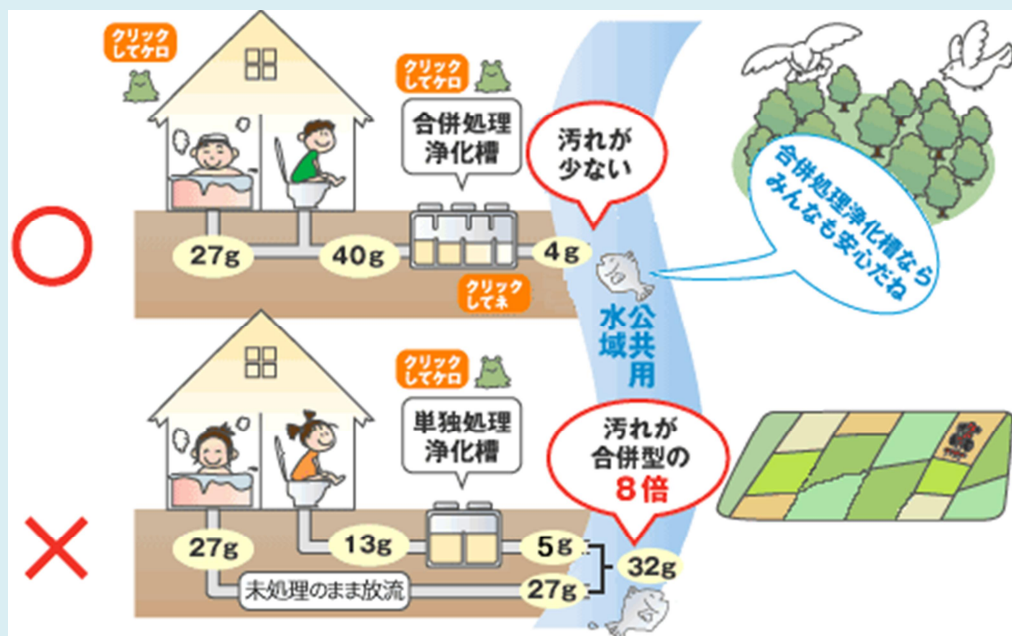 クリック
してケロ
クリック
してケロ
合併処理
浄化槽
汚れが
少ない
合併処理浄化槽なら
みんなも安心だね
27g
40g
4g
クリック
してネ
公共用
水域
クリック
してケロ
単独処理
浄化槽
汚れが
合併型の
8倍
27g
13g
5g
32g
未処理のまま放流
27g